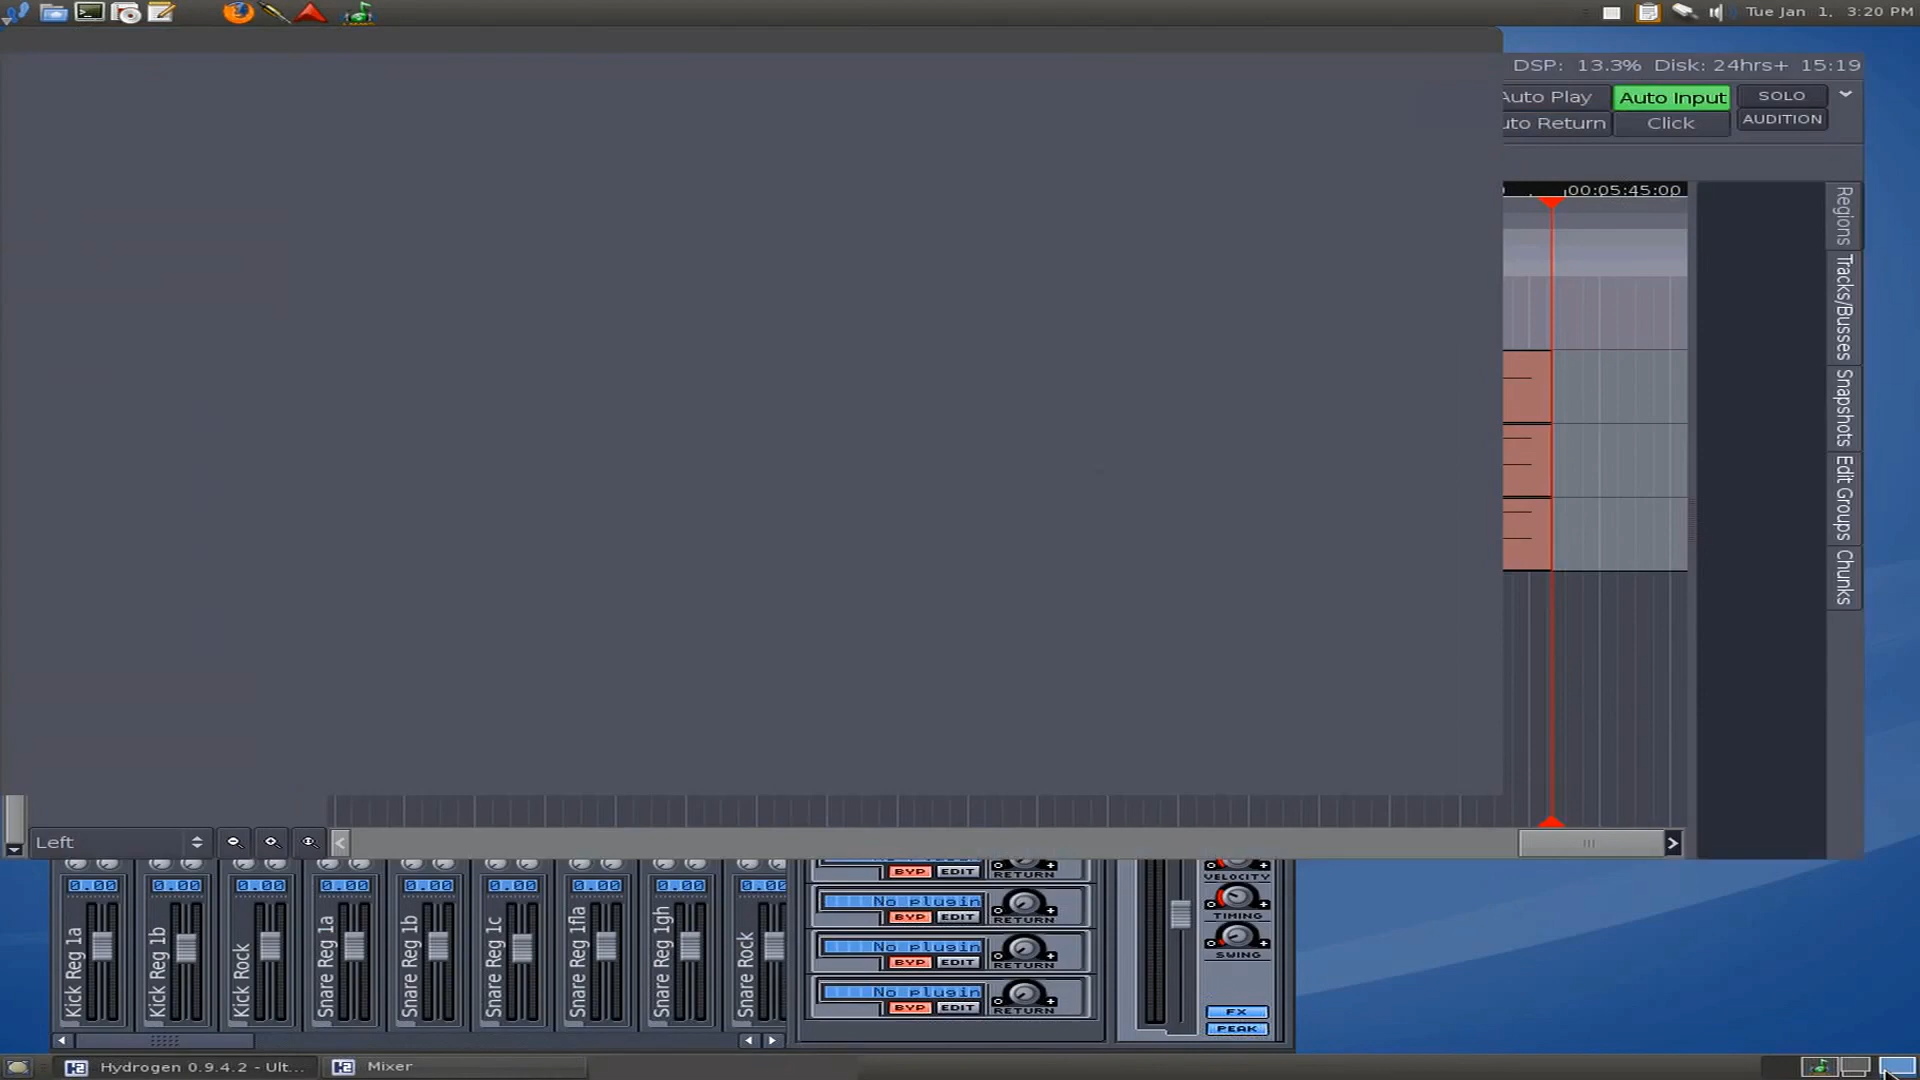 Tue Jan 1, 3:20 PM
DSP: 13.3% Disk: 24hrs+ 15:19
Auto Play
Auto Input
SOLO
uto Return
Click
AUDITION
00:05:45:00
Regions
Tracks/Busses
Snapshots
Edit Groups
Chunks
Left
Kick Reg 1a
0.00
Kick Reg 1b
0.00
Kick Rock
0.00
Snare Reg 1a
0.00
Snare Reg 1b
0.00
Snare Reg 1c
0.00
Snare Reg 1fla
0.00
Snare Reg 1gh
0.00
Snare Rock
0.00
BYP EDIT RETURN
No plugin
BYP EDIT RETURN
No plugin
BYP EDIT RETURN
No plugin
BYP EDIT RETURN
VELOCITY
TIMING
SWING
FX
PEAK
Hydrogen 0.9.4.2 - Ult...
Mixer